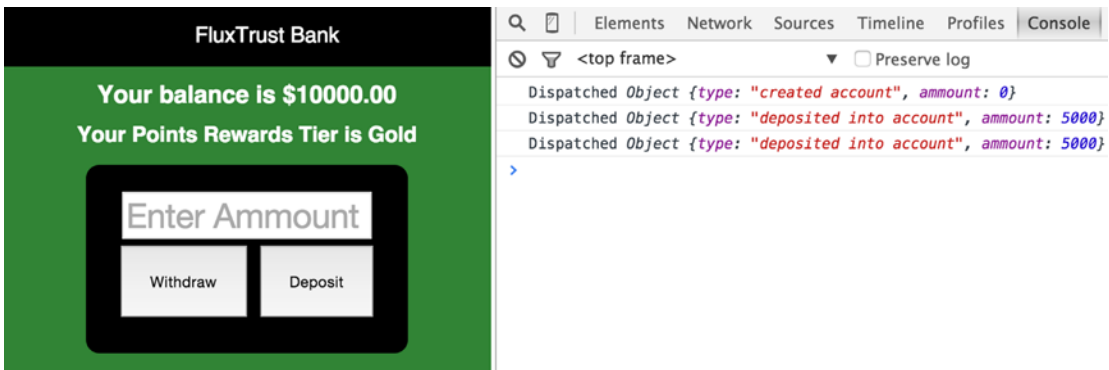 FluxTrust Bank
Your balance is $10000.00
Your Points Rewards Tier is Gold
Enter Ammount
Withdraw Deposit
Elements Network Sources Timeline Profiles Console
<top frame> ▼ Preserve log
Dispatched Object {type: "created account", ammount: 0}
Dispatched Object {type: "deposited into account", ammount: 5000}
Dispatched Object {type: "deposited into account", ammount: 5000}
>